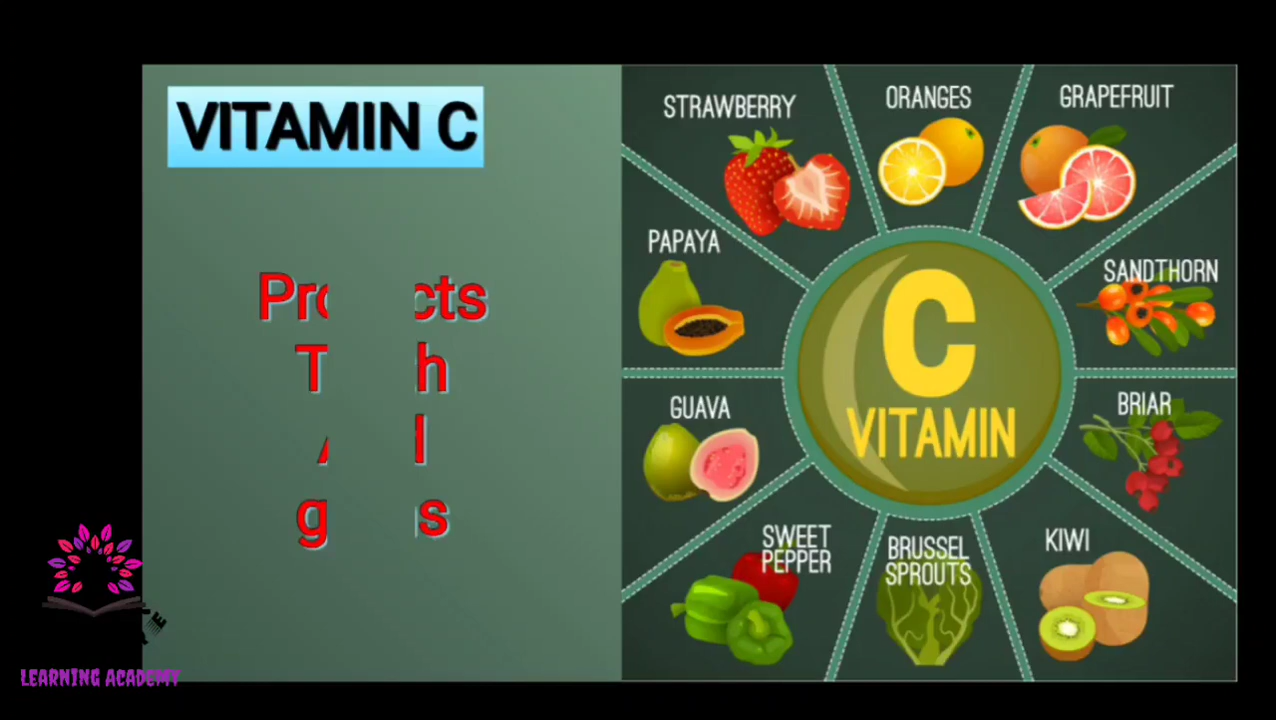 VITAMIN C
STRAWBERRY
ORANGES
GRAPEFRUIT
PAPAYA
SANDTHORN
C
VITAMIN
GUAVA
BRIAR
SWEET
PEPPER
BRUSSEL
SPROUTS
KIWI
LEARNING ACADEMY